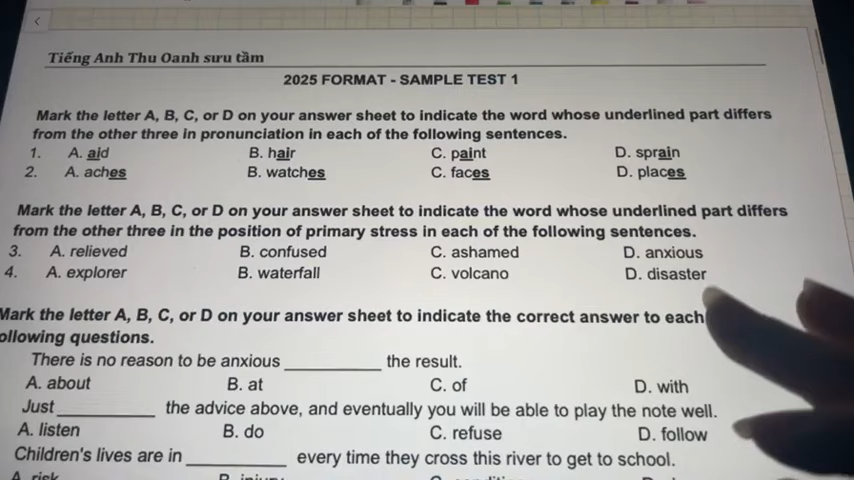 Tiếng Anh Thu Oanh sưu tầm
2025 FORMAT - SAMPLE TEST 1
Mark the letter A, B, C, or D on your answer sheet to indicate the word whose underlined part differs
from the other three in pronunciation in each of the following sentences.
1. A. aid B. hair C. paint D. sprain
2. A. aches B. watches C. faces D. places
Mark the letter A, B, C, or D on your answer sheet to indicate the word whose underlined part differs
from the other three in the position of primary stress in each of the following sentences.
3. A. relieved B. confused C. ashamed D. anxious
4. A. explorer B. waterfall C. volcano D. disaster
Mark the letter A, B, C, or D on your answer sheet to indicate the correct answer to each
ollowing questions.
There is no reason to be anxious __________ the result.
A. about B. at C. of D. with
Just __________ the advice above, and eventually you will be able to play the note well.
A. listen B. do C. refuse D. follow
Children's lives are in __________ every time they cross this river to get to school.
A. risk